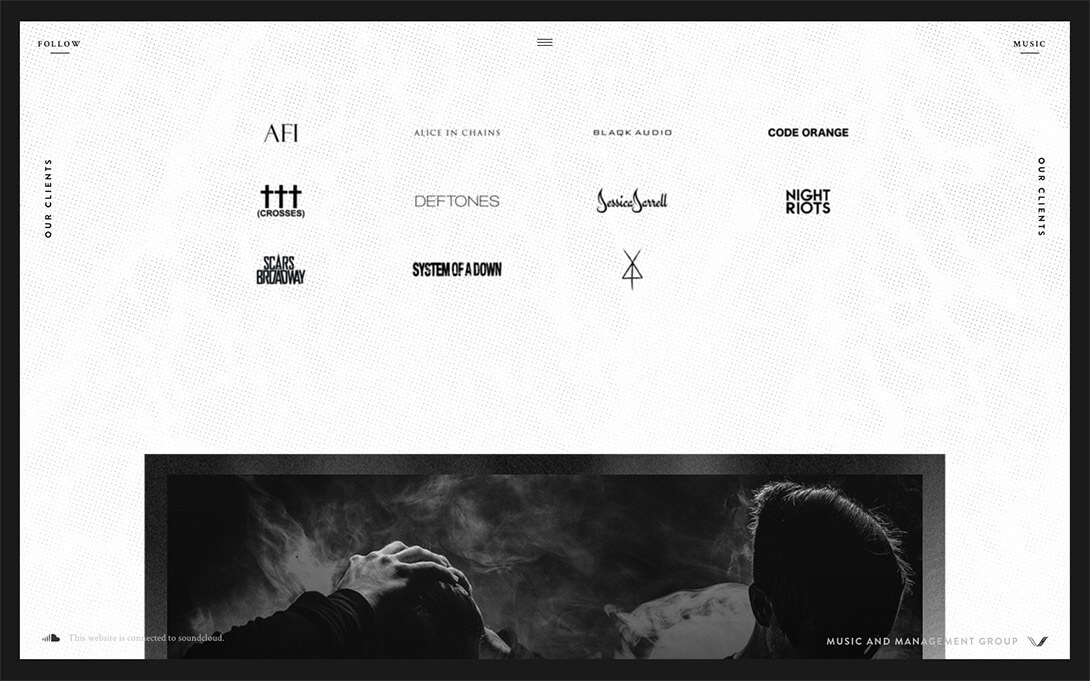 FOLLOW
MUSIC
OUR CLIENTS
OUR CLIENTS
AFI
ALICE IN CHAINS
BLAQK AUDIO
CODE ORANGE
††† (CROSSES)
DEFTONES
Jessica Jarrell
NIGHT RIOTS
SCARS BROADWAY
SYSTEM OF A DOWN
This website is connected to soundcloud.
MUSIC AND MANAGEMENT GROUP